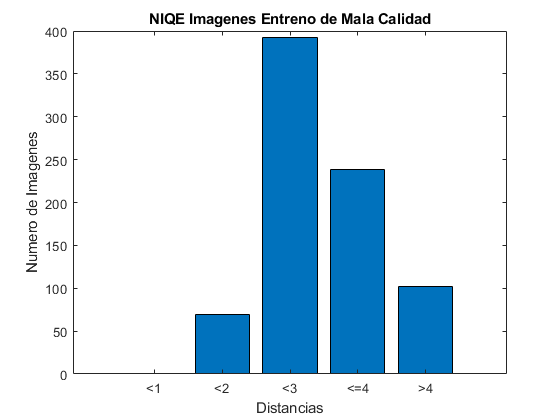 NIQE Imagenes Entreno de Mala Calidad
400
350
300
250
200
150
100
50
0
Numero de Imagenes
<1 <2 <3 <=4 >4
Distancias